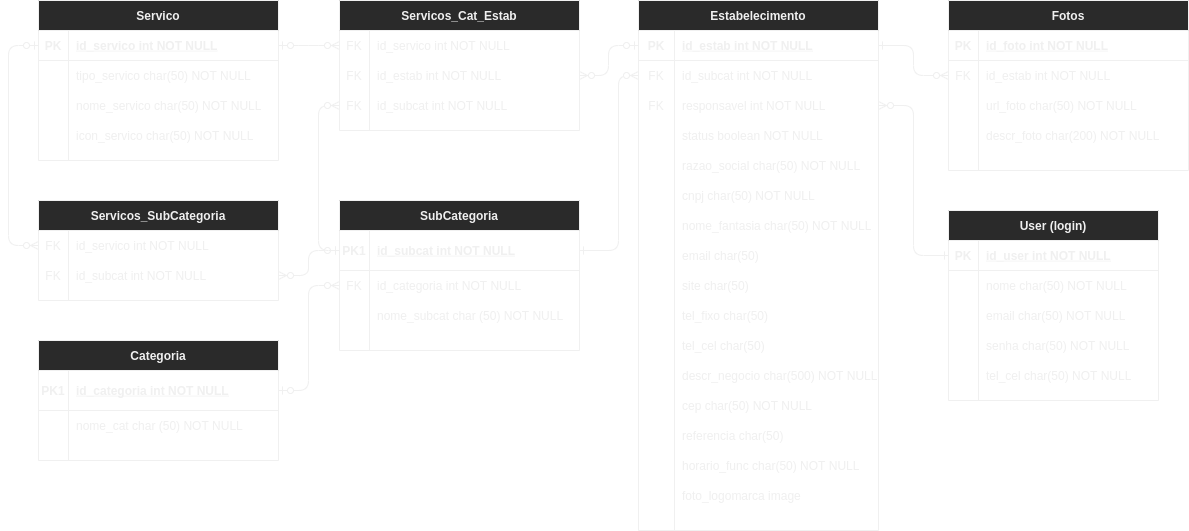 Servico
PK id_servico int NOT NULL
tipo_servico char(50) NOT NULL
nome_servico char(50) NOT NULL
icon_servico char(50) NOT NULL
Servicos_Cat_Estab
FK id_servico int NOT NULL
FK id_estab int NOT NULL
FK id_subcat int NOT NULL
Estabelecimento
PK id_estab int NOT NULL
FK id_subcat int NOT NULL
FK responsavel int NOT NULL
status boolean NOT NULL
razao_social char(50) NOT NULL
cnpj char(50) NOT NULL
nome_fantasia char(50) NOT NULL
email char(50)
site char(50)
tel_fixo char(50)
tel_cel char(50)
descr_negocio char(500) NOT NULL
cep char(50) NOT NULL
referencia char(50)
horario_func char(50) NOT NULL
foto_logomarca image
Fotos
PK id_foto int NOT NULL
FK id_estab int NOT NULL
url_foto char(50) NOT NULL
descr_foto char(200) NOT NULL
Servicos_SubCategoria
FK id_servico int NOT NULL
FK id_subcat int NOT NULL
SubCategoria
PK1 id_subcat int NOT NULL
FK id_categoria int NOT NULL
nome_subcat char (50) NOT NULL
User (login)
PK id_user int NOT NULL
nome char(50) NOT NULL
email char(50) NOT NULL
senha char(50) NOT NULL
tel_cel char(50) NOT NULL
Categoria
PK1 id_categoria int NOT NULL
nome_cat char (50) NOT NULL